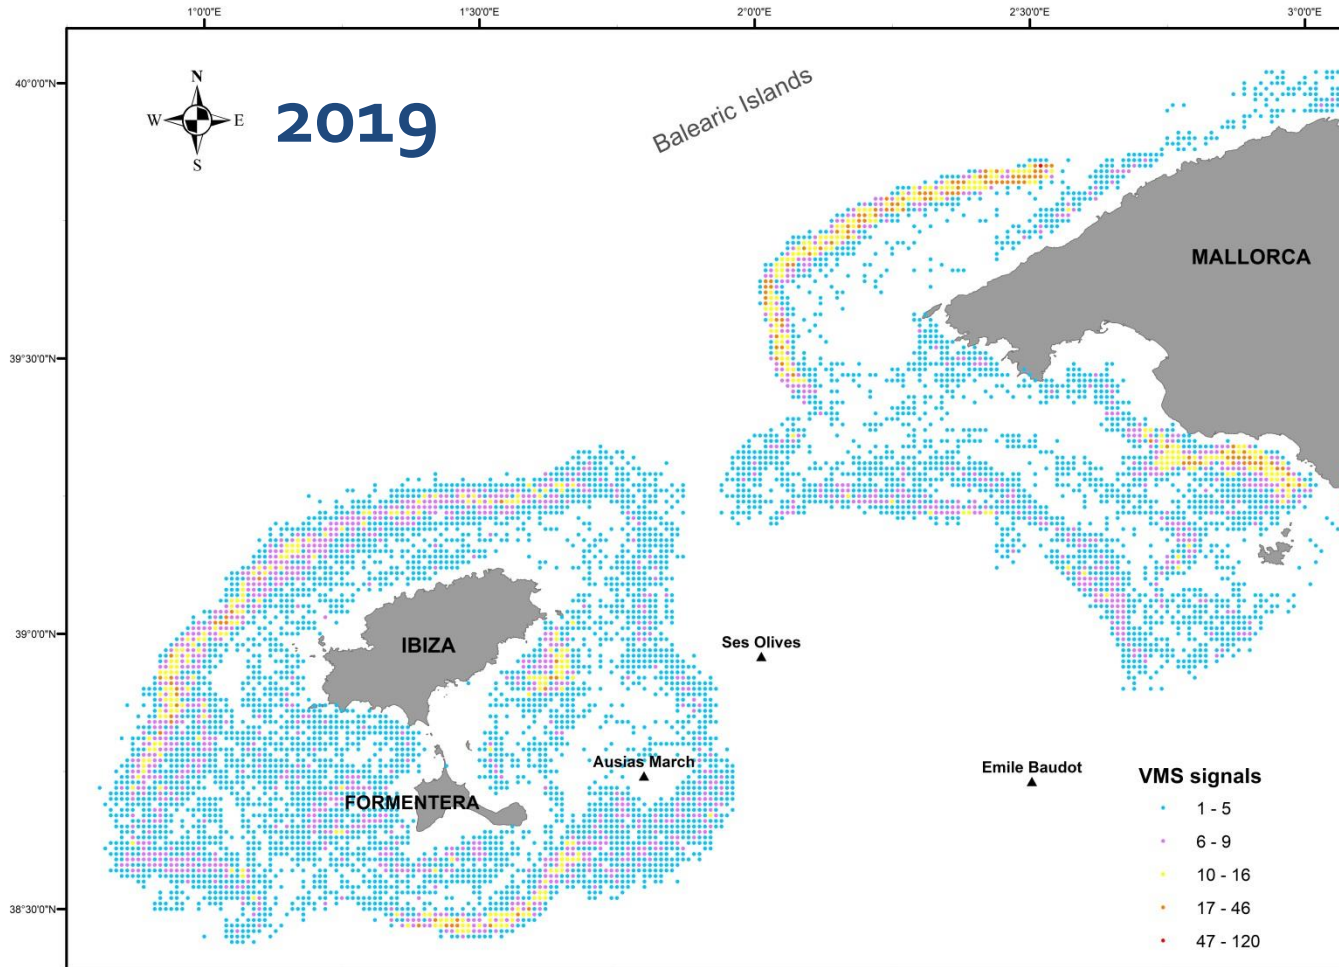 1°0'0"E 1°30'0"E 2°0'0"E 2°30'0"E 3°0'0"E
40°0'0"N
N
W E
S
2019
Balearic Islands
MALLORCA
39°30'0"N
39°0'0"N
IBIZA
Ses Olives
Ausias March
Emile Baudot
FORMENTERA
VMS signals
1 - 5
6 - 9
10 - 16
17 - 46
47 - 120
38°30'0"N